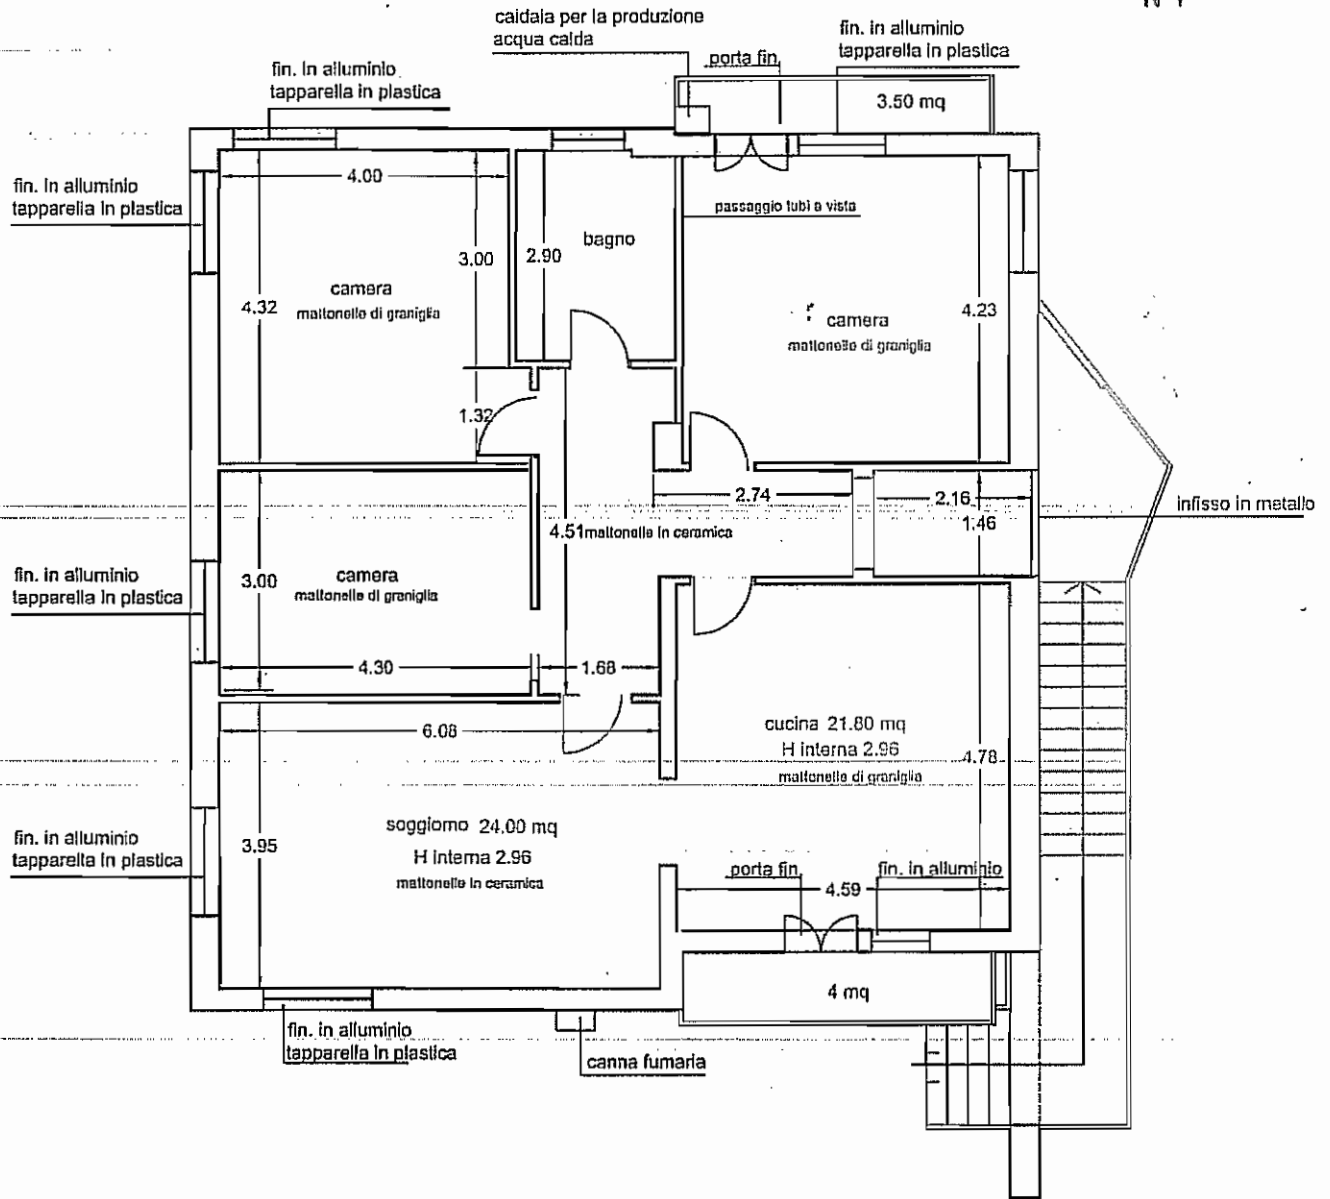 caldaia per la produzione
acqua calda
fin. in alluminio
tapparella in plastica
porta fin
fin. in alluminio
tapparella in plastica
3.50 mq
4.00
fin. in alluminio
tapparella in plastica
passaggio tubi a vista
bagno
3.00
2.90
camera
4.32
mattonelle di graniglia
4.23
camera
mattonelle di graniglia
1.32
2.74
2.16
infisso in metallo
1.46
4.51 mattonelle in ceramica
fin. in alluminio
tapparella in plastica
3.00
camera
mattonelle di graniglia
4.30
1.68
6.08
cucina 21.80 mq
H interna 2.96
4.78
mattonelle di graniglia
fin. in alluminio
tapparella in plastica
3.95
soggiorno 24.00 mq
H interna 2.96
mattonelle in ceramica
porta fin
fin. in alluminio
4.59
4 mq
fin. in alluminio
tapparella in plastica
canna fumaria